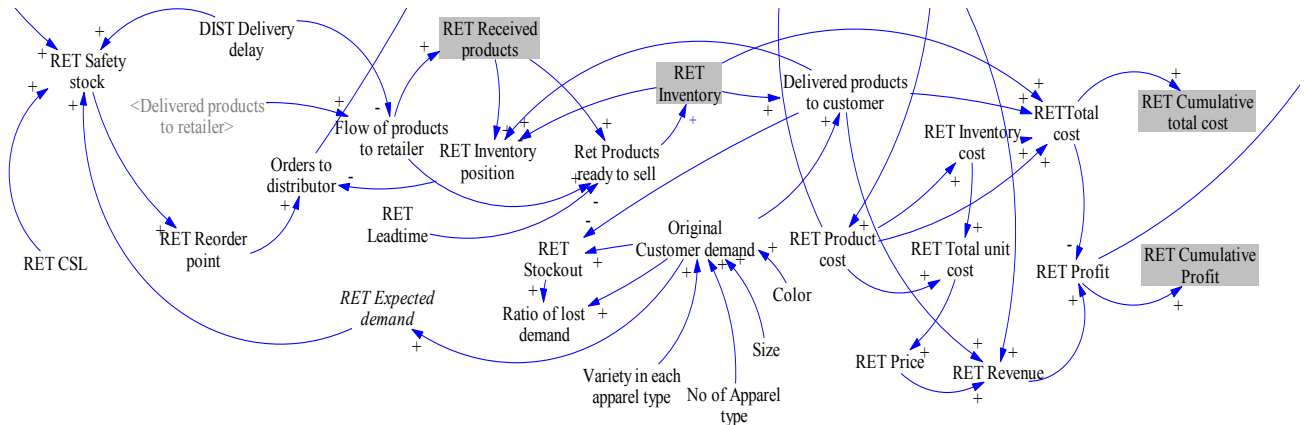 DIST Delivery
delay
RET Received
products
RET Safety
stock
<Delivered products
to retailer>
Flow of products
to retailer
Orders to
distributor
RET Inventory
position
Ret Products
ready to sell
RET
Inventory
Delivered products
to customer
RET Inventory
cost
RETTotal
cost
RET Cumulative
total cost
RET CSL
RET Reorder
point
RET
Leadtime
RET
Stockout
Original
Customer demand
RET Product
cost
RET Total unit
cost
RET Profit
RET Cumulative
Profit
RET Expected
demand
Ratio of lost
demand
Color
Size
Variety in each
apparel type
No of Apparel
type
RET Price
RET Revenue